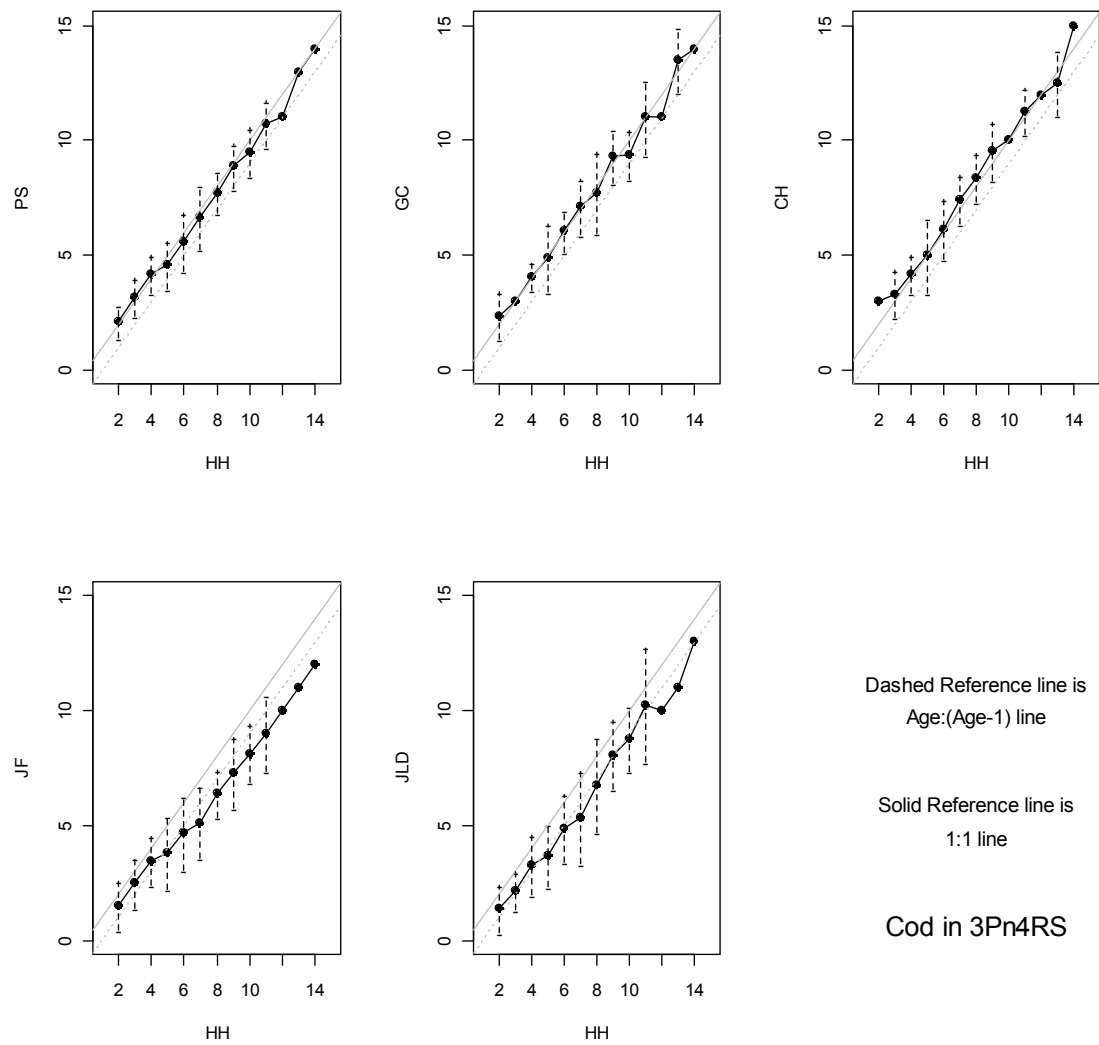 15
10
5
0
PS
2 4 6 8 10 14
HH
15
10
5
0
GC
2 4 6 8 10 14
HH
15
10
5
0
CH
2 4 6 8 10 14
HH
15
10
5
0
JF
2 4 6 8 10 14
HH
15
10
5
0
JLD
2 4 6 8 10 14
HH
Dashed Reference line is
Age:(Age-1) line
Solid Reference line is
1:1 line
Cod in 3Pn4RS